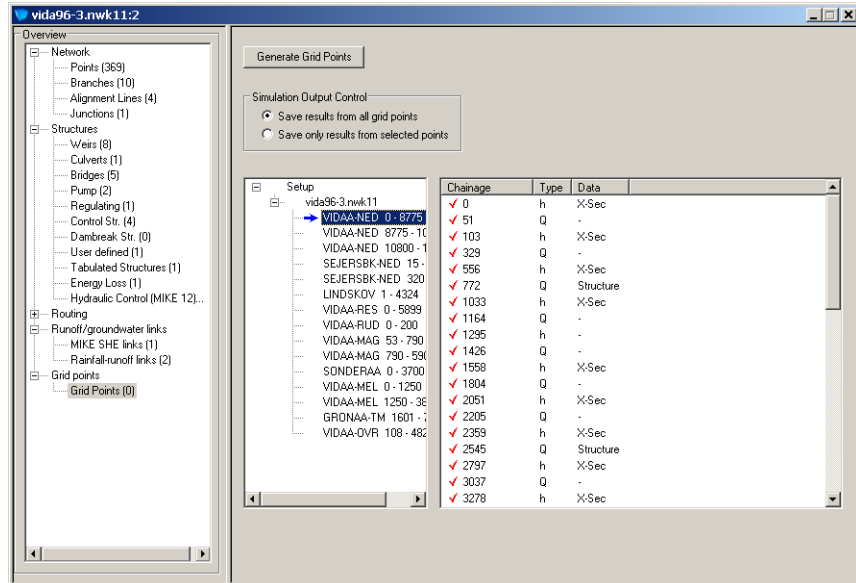 vida96-3.nwk11:2
Overview
Network
Points (369)
Branches (10)
Alignment Lines (4)
Junctions (1)
Structures
Weirs (8)
Culverts (1)
Bridges (5)
Pump (2)
Regulating (1)
Control Str. (4)
Dambreak Str. (0)
User defined (1)
Tabulated Structures (1)
Energy Loss (1)
Hydraulic Control (MIKE 12)...
Routing
Runoff/groundwater links
MIKE SHE links (1)
Rainfall-runoff links (2)
Grid points
Grid Points (0)
Generate Grid Points
Simulation Output Control
Save results from all grid points
Save only results from selected points
Setup
vida96-3.nwk11
VIDAA-NED 0 - 8775
VIDAA-NED 8775 - 10
VIDAA-NED 10800 - 1
SEJERSBK-NED 15 -
SEJERSBK-NED 320
LINDSKOV 1 - 4324
VIDAA-RES 0 - 5899
VIDAA-RUD 0 - 200
VIDAA-MAG 53 - 790
VIDAA-MAG 790 - 590
SONDERAA 0 - 3700
VIDAA-MEL 0 - 1250
VIDAA-MEL 1250 - 38
GRONAA-TM 1601 - 7
VIDAA-OVR 108 - 482
Chainage Type Data
0 h X-Sec
51 Q -
103 h X-Sec
329 Q -
556 h X-Sec
772 Q Structure
1033 h X-Sec
1164 Q -
1295 h -
1426 Q -
1558 h X-Sec
1804 Q -
2051 h X-Sec
2205 Q -
2359 h X-Sec
2545 Q Structure
2797 h X-Sec
3037 Q -
3278 h X-Sec